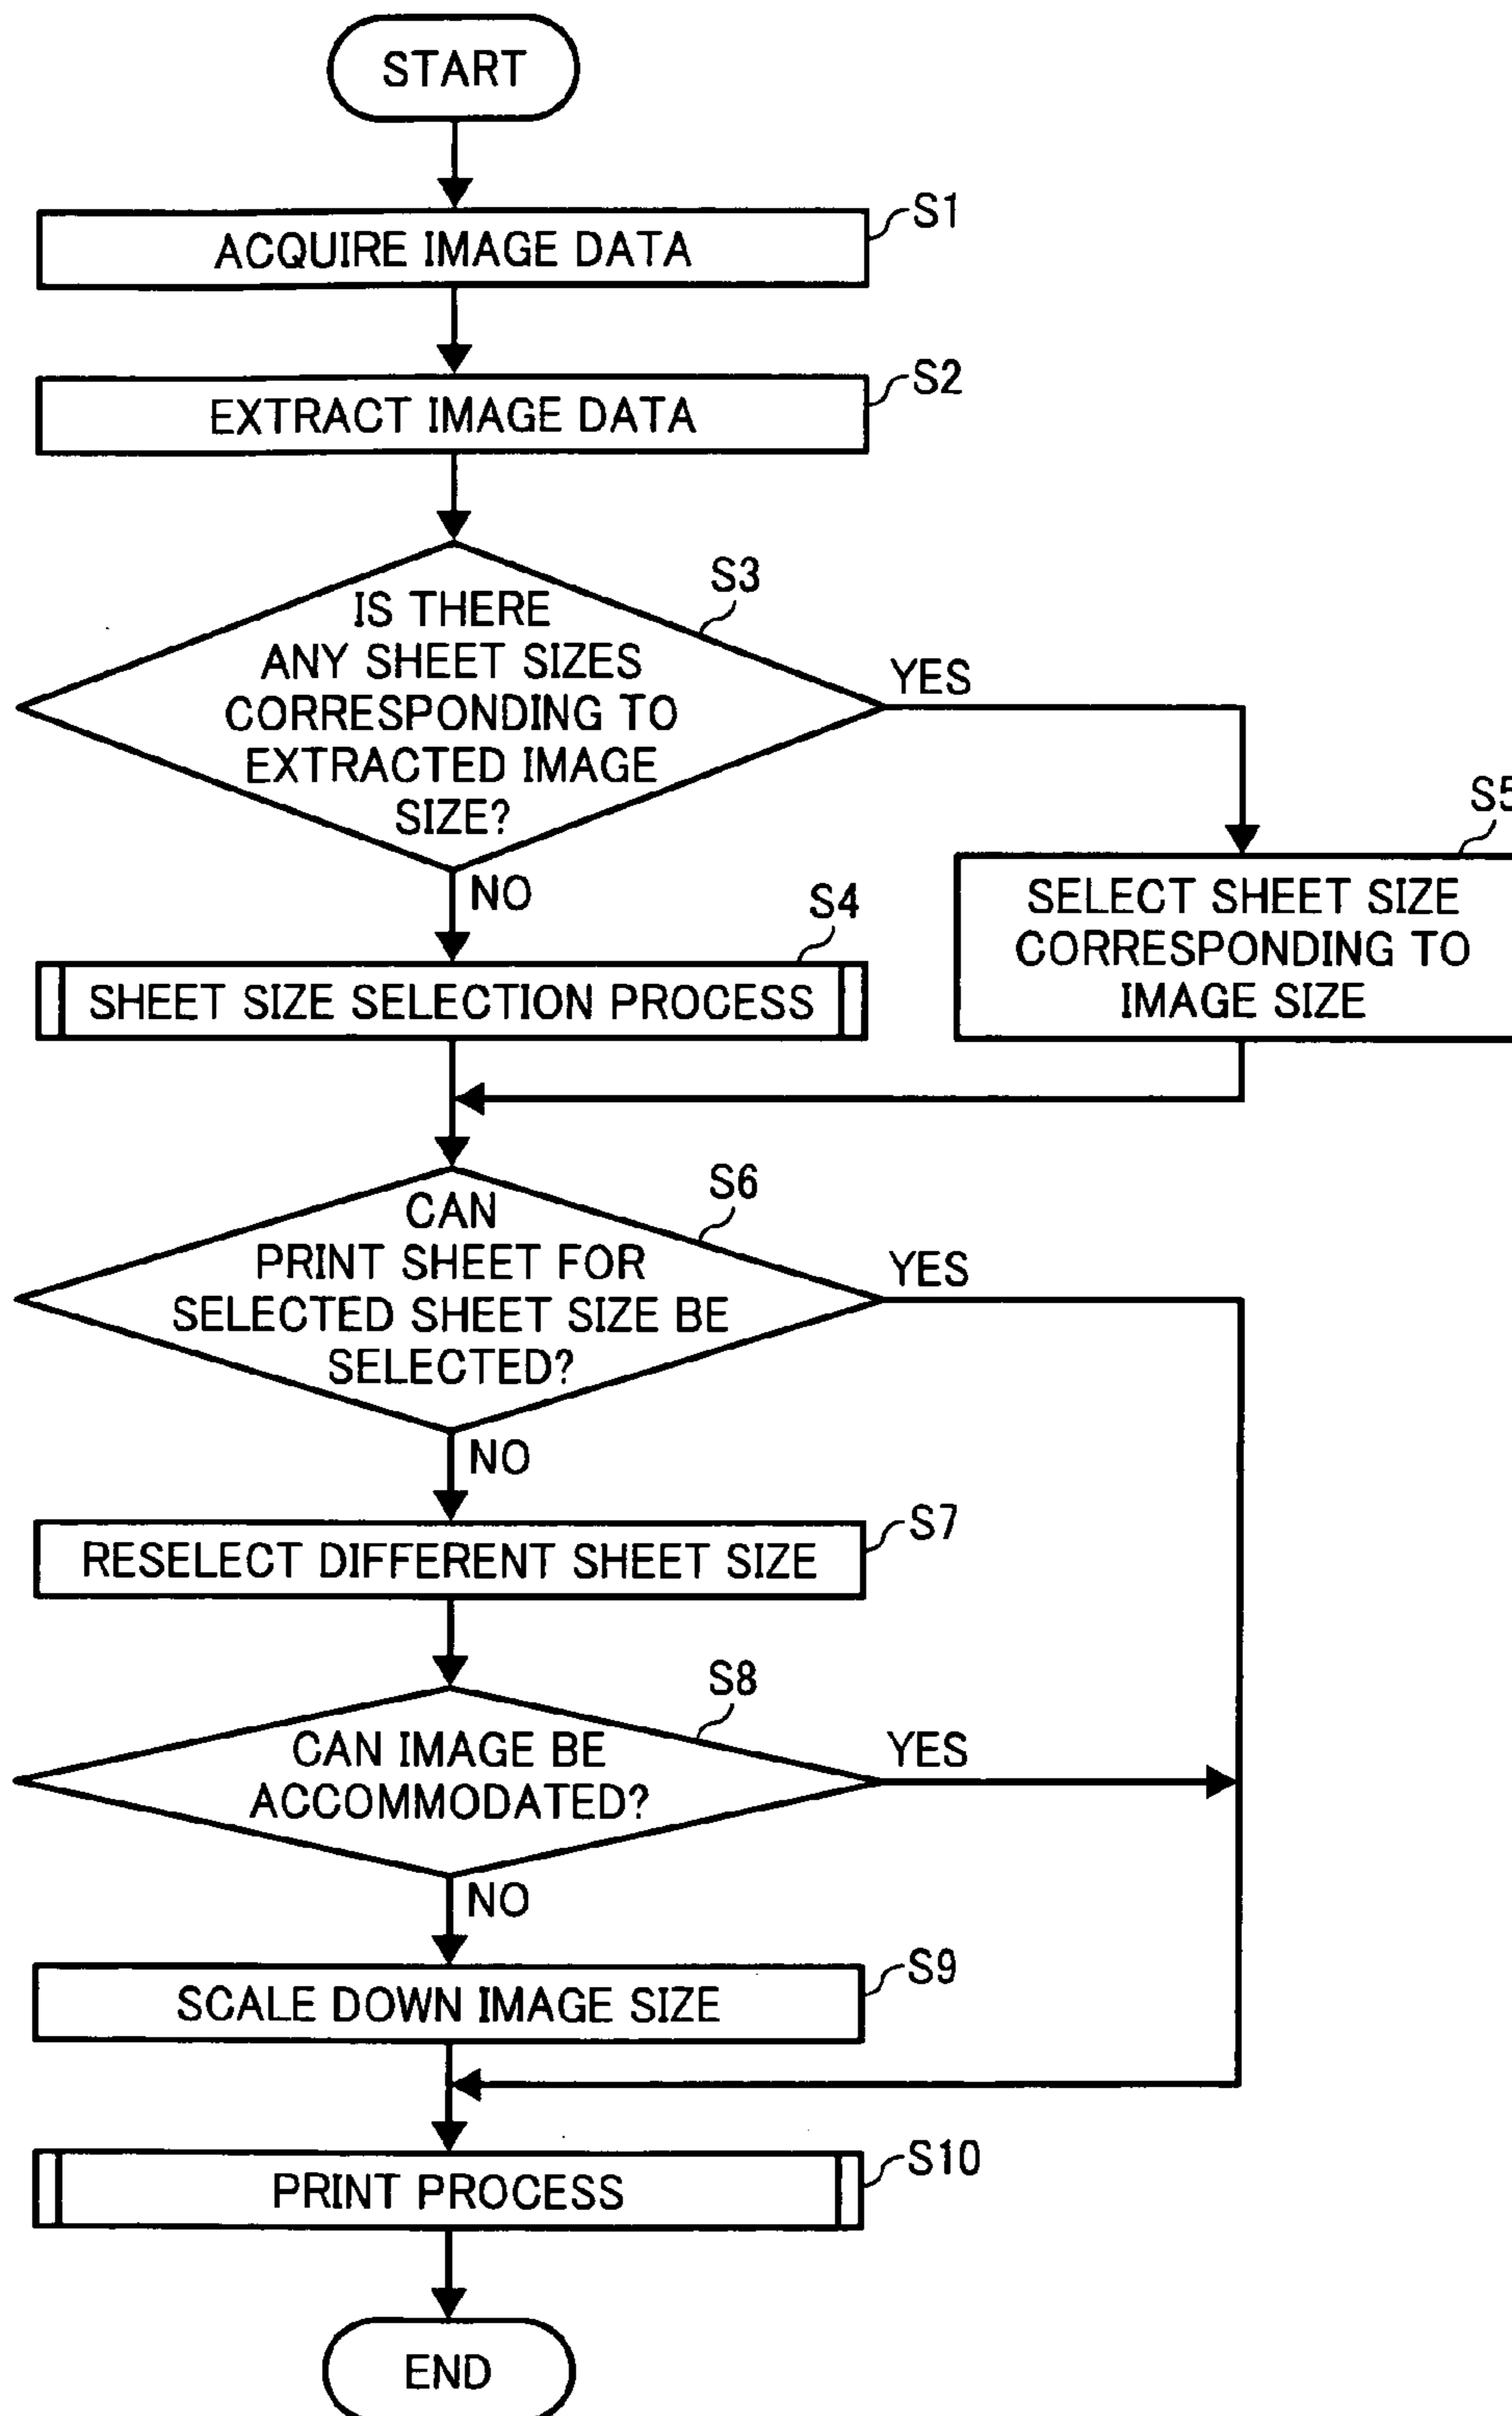 START
S1
ACQUIRE IMAGE DATA
S2
EXTRACT IMAGE DATA
S3
IS THERE
ANY SHEET SIZES
CORRESPONDING TO
EXTRACTED IMAGE
SIZE?
YES
NO
S5
SELECT SHEET SIZE
CORRESPONDING TO
IMAGE SIZE
S4
SHEET SIZE SELECTION PROCESS
S6
CAN
PRINT SHEET FOR
SELECTED SHEET SIZE BE
SELECTED?
YES
NO
S7
RESELECT DIFFERENT SHEET SIZE
S8
CAN IMAGE BE
ACCOMMODATED?
YES
NO
S9
SCALE DOWN IMAGE SIZE
S10
PRINT PROCESS
END